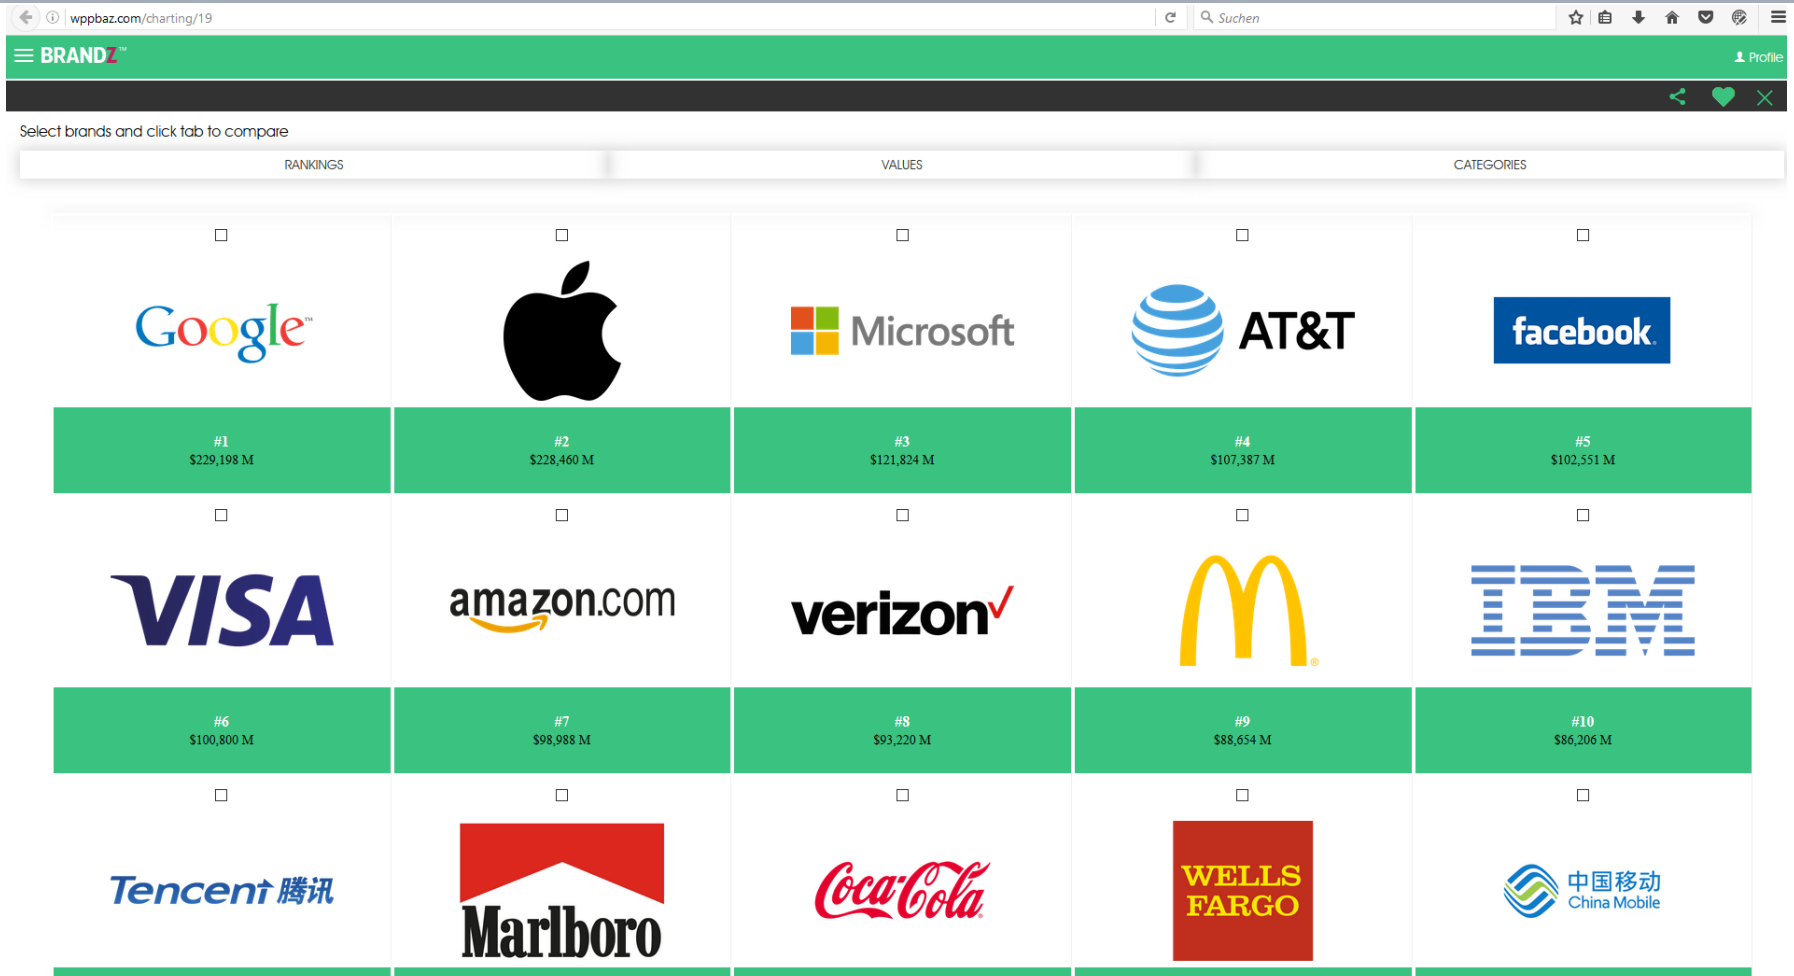 wppbaz.com/charting/19
Suchen
BRANDZ™
Profile
Select brands and click tab to compare
RANKINGS VALUES CATEGORIES
Google™ Microsoft AT&T facebook®
#1 #2 #3 #4 #5
$229,198 M $228,460 M $121,824 M $107,387 M $102,551 M
VISA amazon.com verizon ® IBM
#6 #7 #8 #9 #10
$100,800 M $98,988 M $93,220 M $88,654 M $86,206 M
Tencent 腾讯 Marlboro Coca-Cola® WELLS FARGO 中国移动 China Mobile